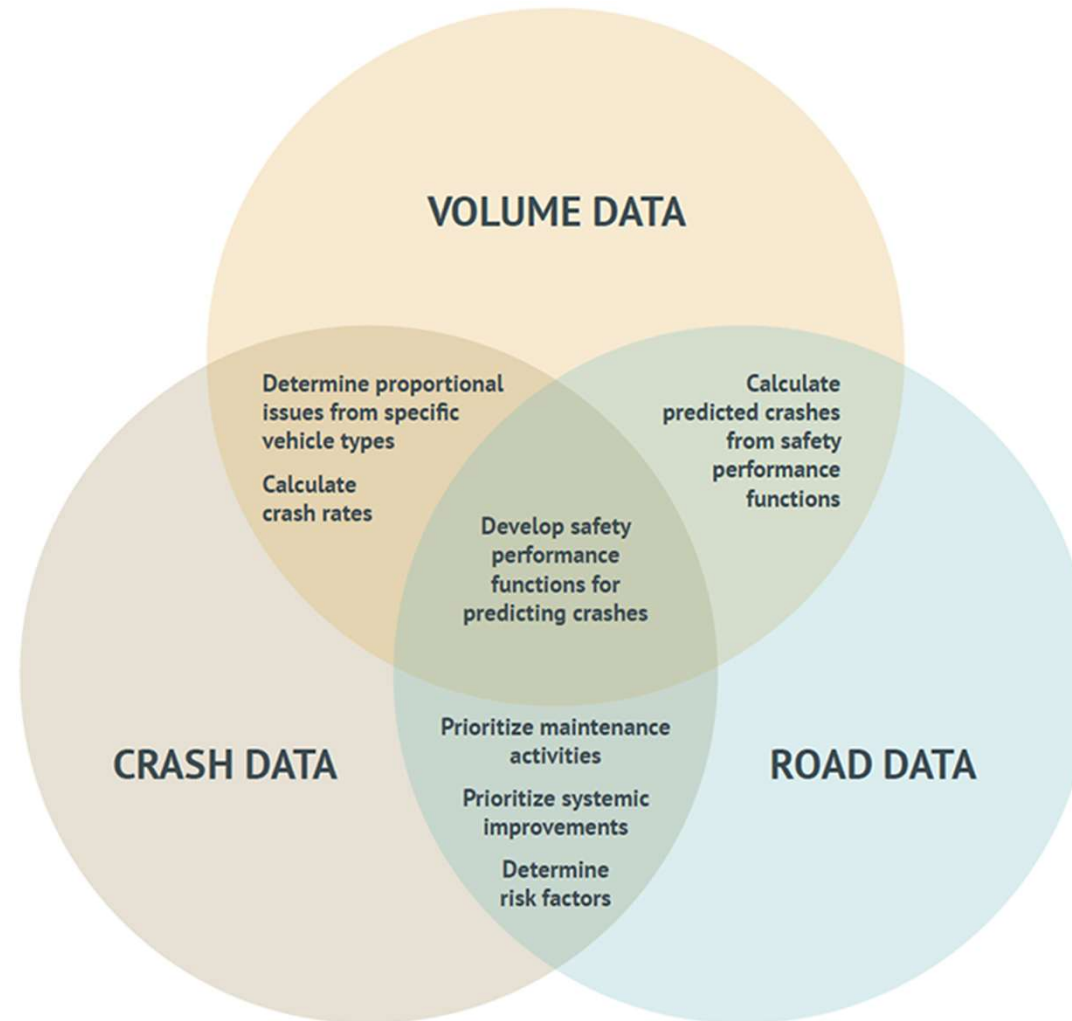 VOLUME DATA
Determine proportional
issues from specific
vehicle types
Calculate
crash rates
Calculate
predicted crashes
from safety
performance
functions
Develop safety
performance
functions for
predicting crashes
CRASH DATA
Prioritize maintenance
activities
Prioritize systemic
improvements
Determine
risk factors
ROAD DATA